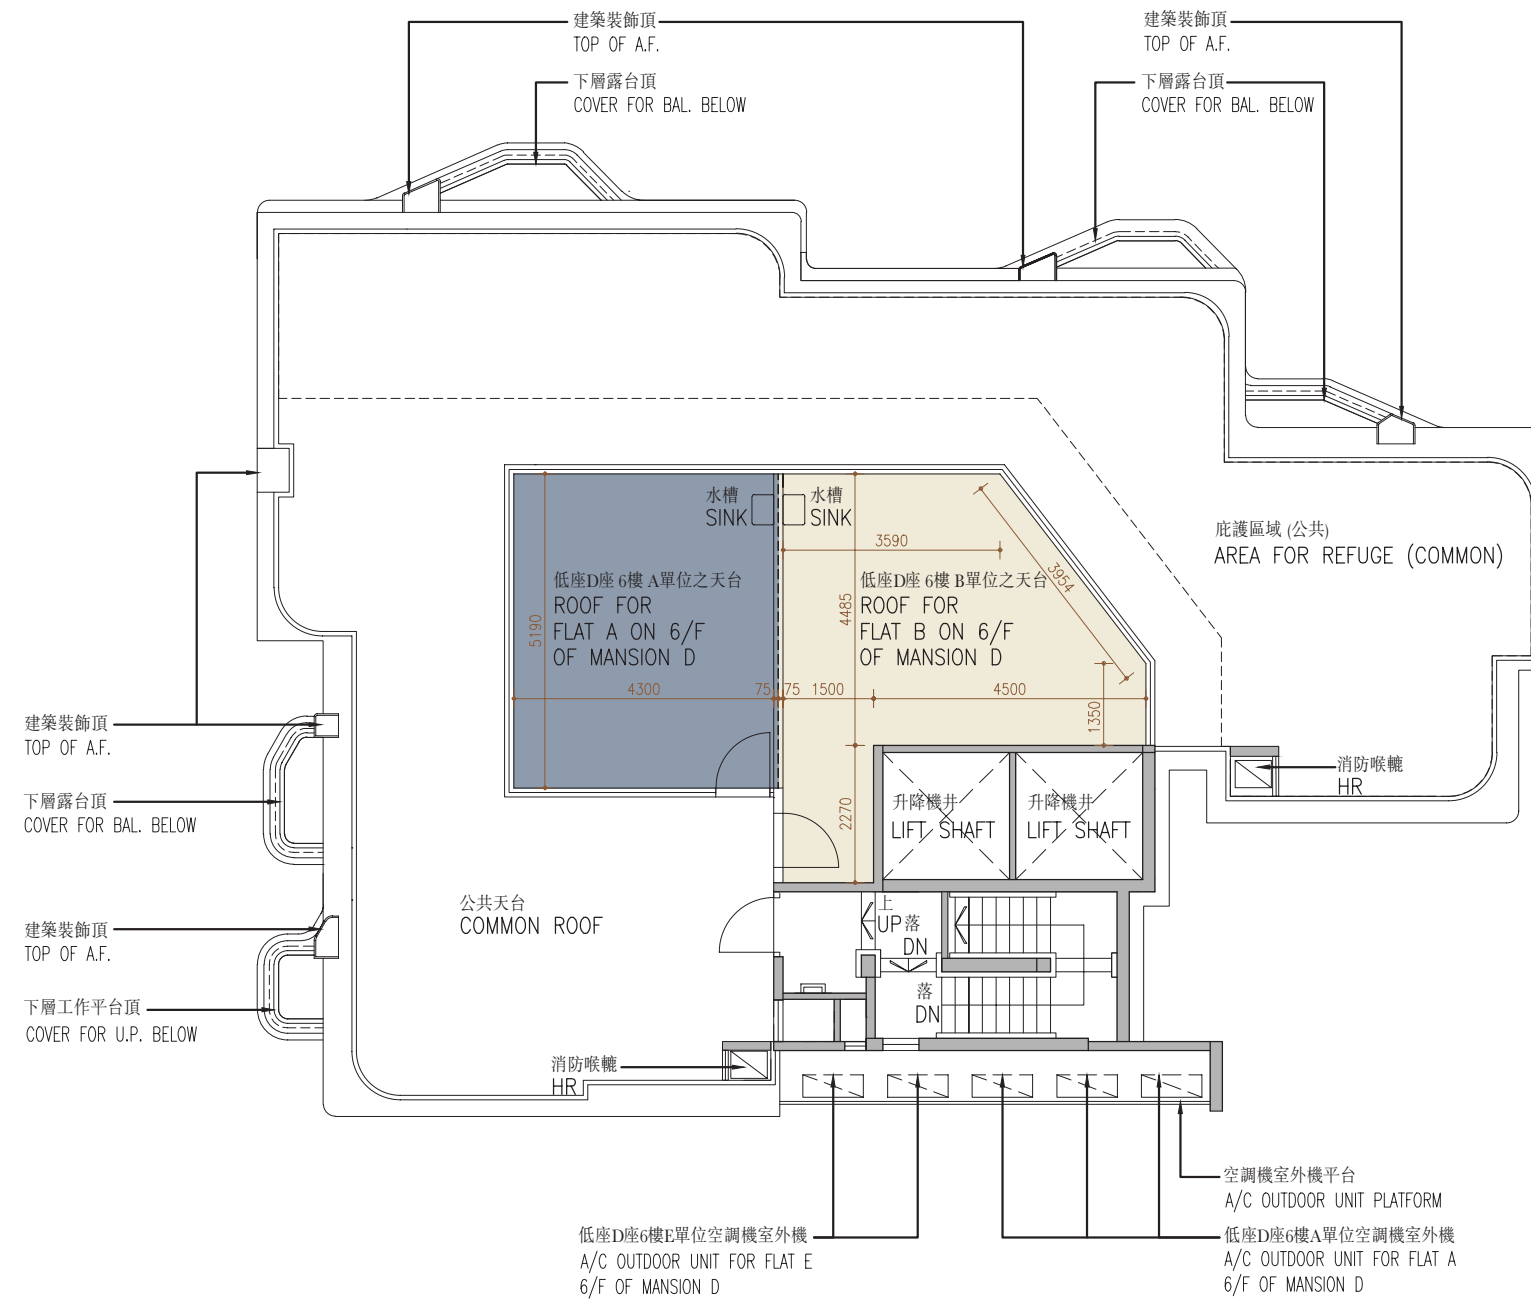 建築裝飾頂
TOP OF A.F.
建築裝飾頂
TOP OF A.F.
下層露台頂
COVER FOR BAL. BELOW
下層露台頂
COVER FOR BAL. BELOW
水槽
SINK
水槽
SINK
3590
3954
庇護區域 (公共)
AREA FOR REFUGE (COMMON)
低座D座 6樓 A單位之天台
ROOF FOR
FLAT A ON 6/F
OF MANSION D
低座D座 6樓 B單位之天台
ROOF FOR
FLAT B ON 6/F
OF MANSION D
5190
4485
4300
75
75
1500
4500
1350
2270
建築裝飾頂
TOP OF A.F.
下層露台頂
COVER FOR BAL. BELOW
升降機井
LIFT SHAFT
升降機井
LIFT SHAFT
消防喉轆
HR
公共天台
COMMON ROOF
上
UP
落
DN
落
DN
建築裝飾頂
TOP OF A.F.
下層工作平台頂
COVER FOR U.P. BELOW
消防喉轆
HR
空調機室外機平台
A/C OUTDOOR UNIT PLATFORM
低座D座6樓E單位空調機室外機
A/C OUTDOOR UNIT FOR FLAT E
6/F OF MANSION D
低座D座6樓A單位空調機室外機
A/C OUTDOOR UNIT FOR FLAT A
6/F OF MANSION D